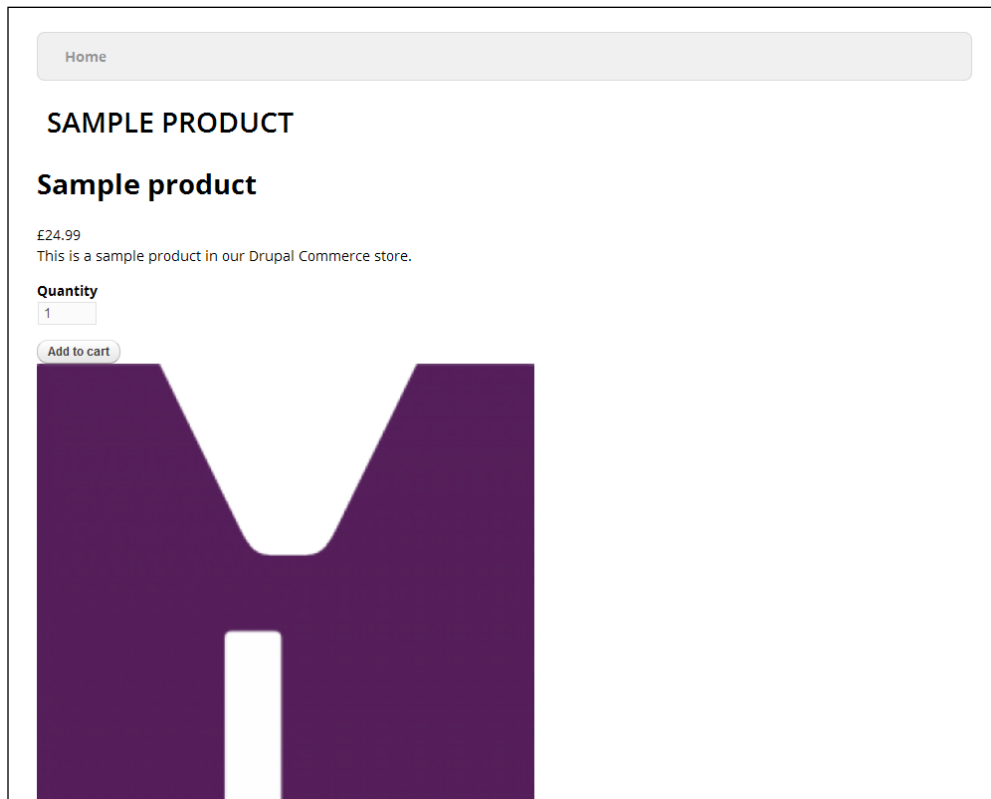 Home
SAMPLE PRODUCT
Sample product
£24.99
This is a sample product in our Drupal Commerce store.
Quantity
1
Add to cart